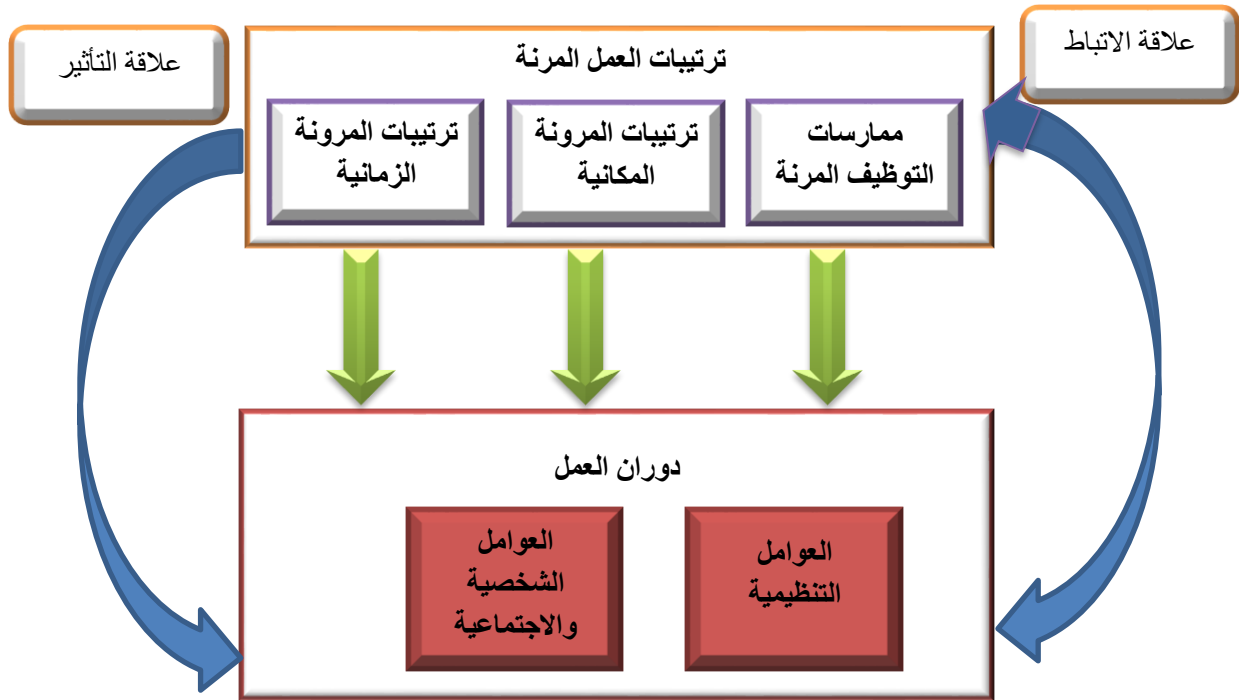 علاقة الاتباط
ترتيبات العمل المرنة
علاقة التأثير
ممارسات
التوظيف المرنة
ترتيبات المرونة
المكانية
ترتيبات المرونة
الزمانية
دوران العمل
العوامل
التنظيمية
العوامل
الشخصية
والاجتماعية